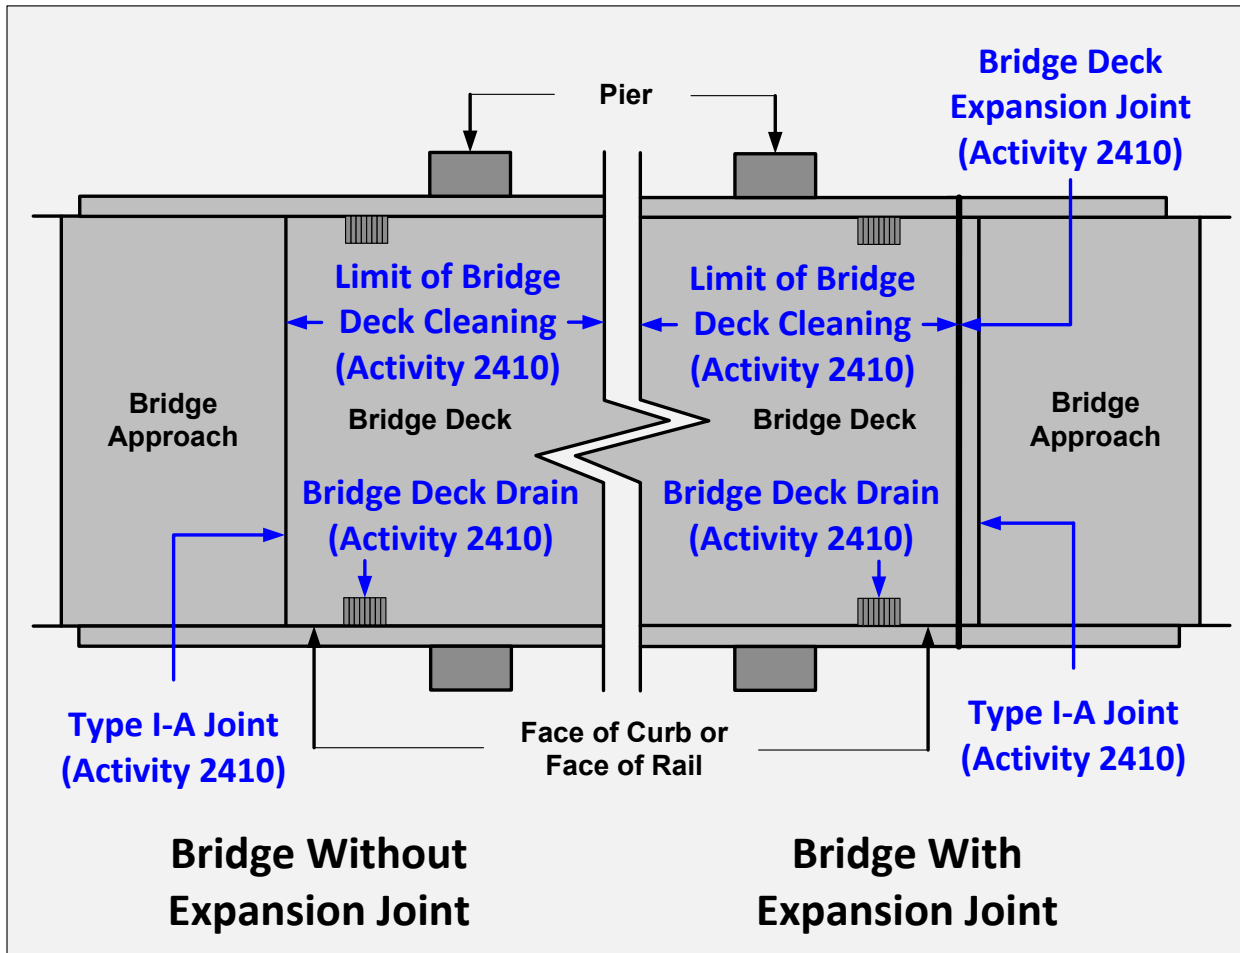 Pier
Bridge Deck
Expansion Joint
(Activity 2410)
Limit of Bridge
Deck Cleaning
(Activity 2410)
Limit of Bridge
Deck Cleaning
(Activity 2410)
Bridge
Approach
Bridge Deck
Bridge Deck
Bridge
Approach
Bridge Deck Drain
(Activity 2410)
Bridge Deck Drain
(Activity 2410)
Type I-A Joint
(Activity 2410)
Face of Curb or
Face of Rail
Type I-A Joint
(Activity 2410)
Bridge Without
Expansion Joint
Bridge With
Expansion Joint